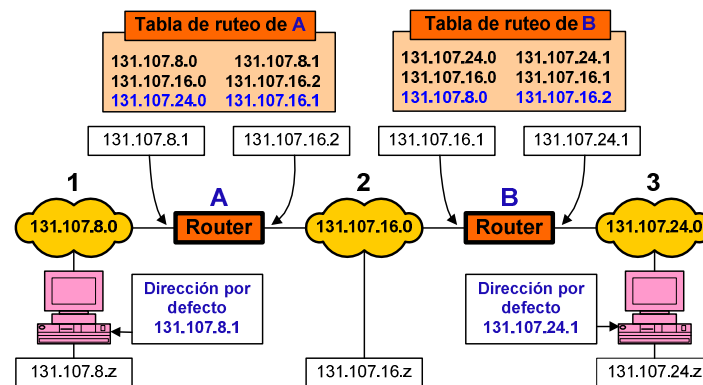 Tabla de ruteo de A
131.107.8.0 131.107.8.1
131.107.16.0 131.107.16.2
131.107.24.0 131.107.16.1
Tabla de ruteo de B
131.107.24.0 131.107.24.1
131.107.16.0 131.107.16.1
131.107.8.0 131.107.16.2
131.107.8.1
131.107.16.2
131.107.16.1
131.107.24.1
1
A
2
B
3
131.107.8.0
Router
131.107.16.0
Router
131.107.24.0
Dirección por
defecto
131.107.8.1
Dirección por
defecto
131.107.24.1
131.107.8.z
131.107.16.z
131.107.24.z